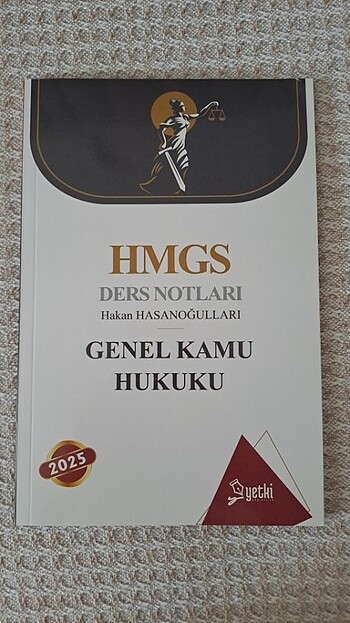 HMGS
DERS NOTLARI
Hakan HASANOĞULLARI
GENEL KAMU
HUKUKU
2025
yetki